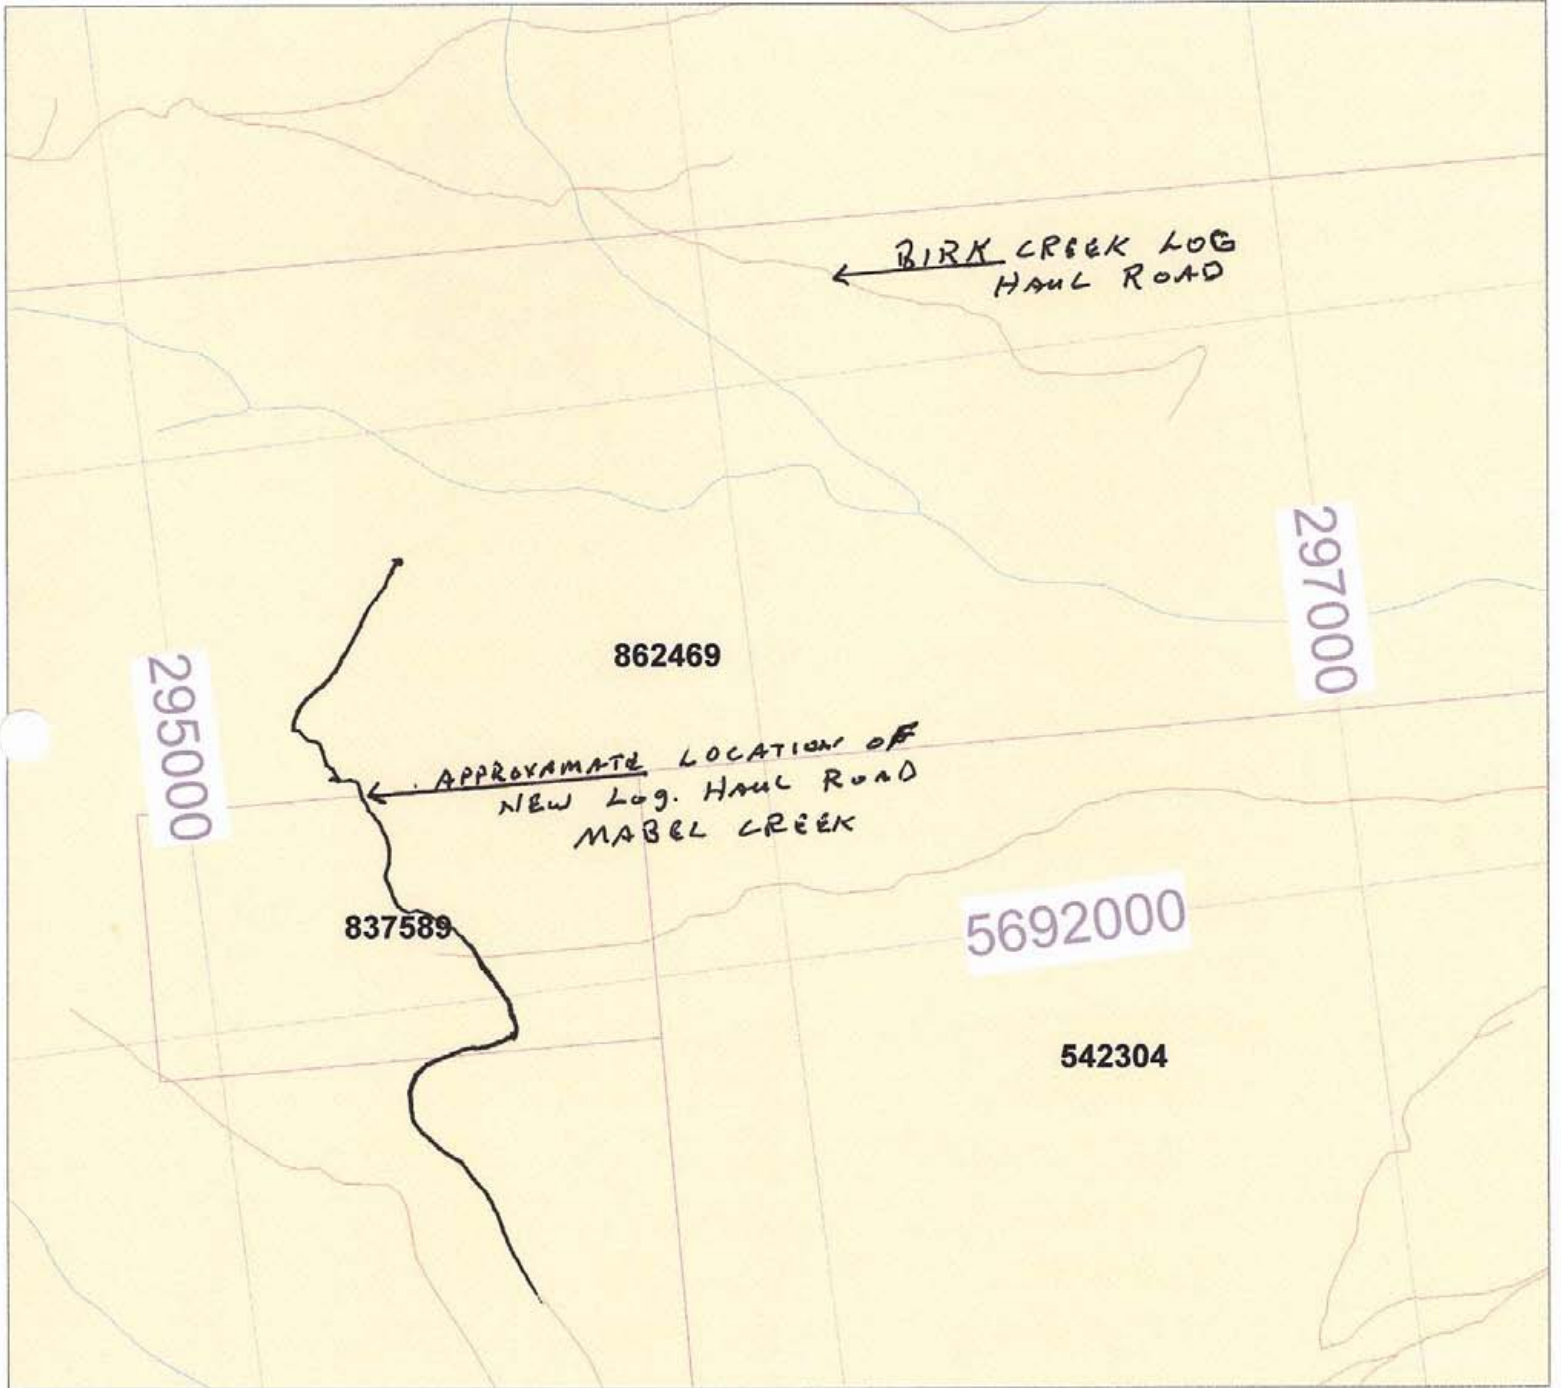 BIRK CREEK LOG
HAUL ROAD
297000
862469
295000
APPROXAMATE LOCATION OF
NEW LOG. HAUL ROAD
MABEL CREEK
837589
5692000
542304